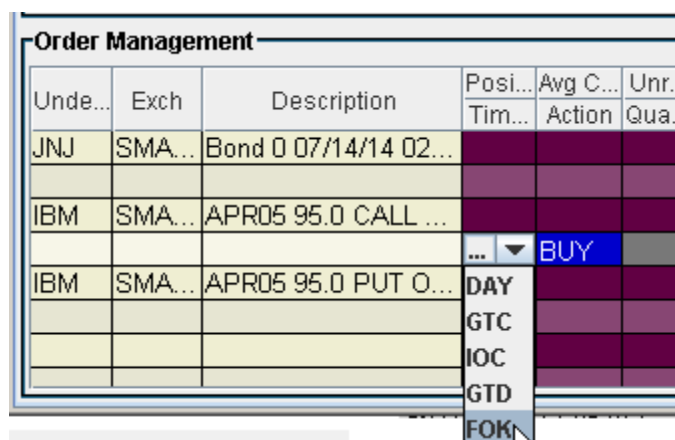 Order Management
Unde... Exch Description Posi... Avg C... Unr.
Tim... Action Qua.
JNJ SMA... Bond 0 07/14/14 02...
IBM SMA... APR05 95.0 CALL ...
... BUY
IBM SMA... APR05 95.0 PUT O...
DAY
GTC
IOC
GTD
FOK